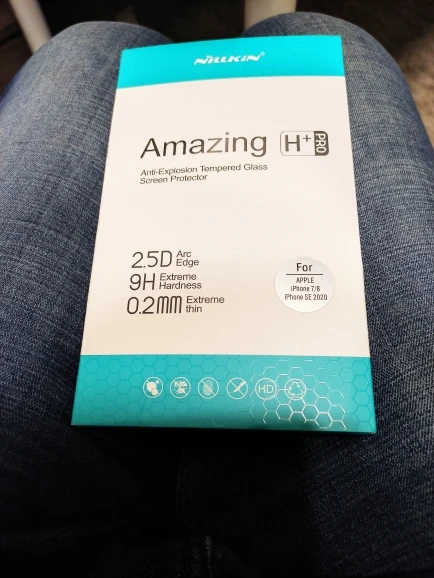 NILLKIN
Amazing H+ PRO
Anti-Explosion Tempered Glass
Screen Protector
2.5D Arc Edge
9H Extreme Hardness
0.2MM Extreme thin
For
APPLE
iPhone 7/8
iPhone SE 2020
HD